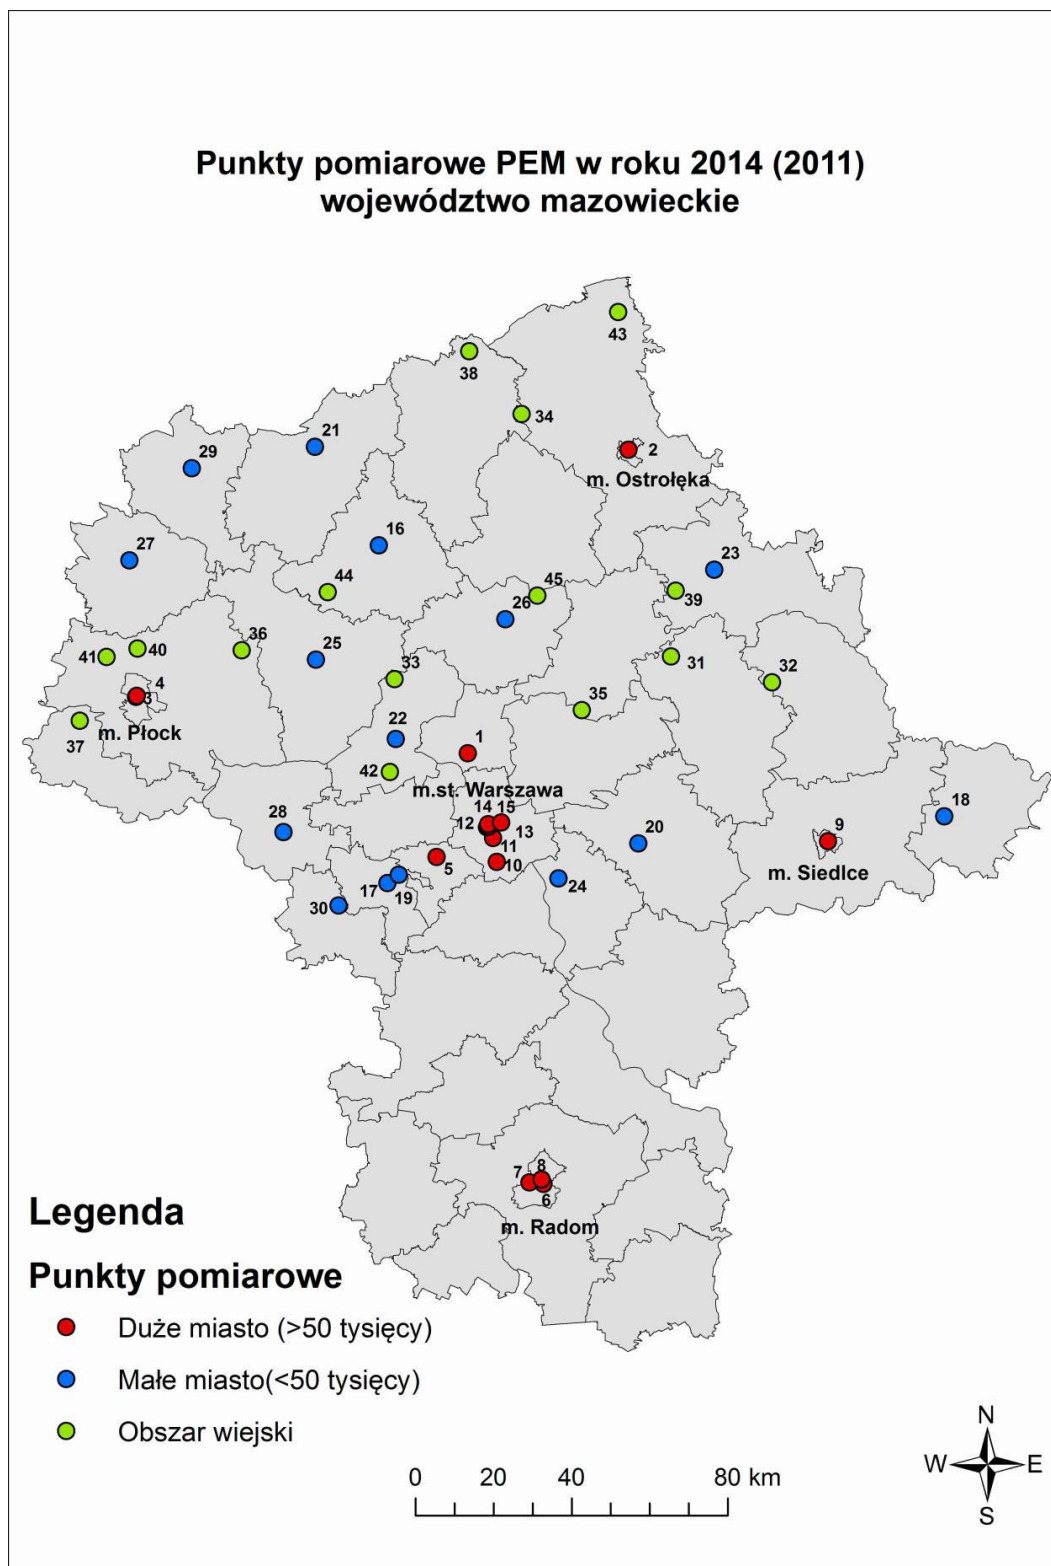 Punkty pomiarowe PEM w roku 2014 (2011)
województwo mazowieckie
43
38
34
21
2
29
m. Ostrołęka
16
27
23
44
45
26
39
36
40
41
25
33
31
32
4
3
35
37
m. Płock
22
1
42
m.st. Warszawa
14 15
12
13
28
18
20
9
11
5
10
m. Siedlce
24
17
19
30
7
8
6
m. Radom
Legenda
Punkty pomiarowe
Duże miasto (>50 tysięcy)
Małe miasto(<50 tysięcy)
Obszar wiejski
0 20 40 80 km
N
W E
S